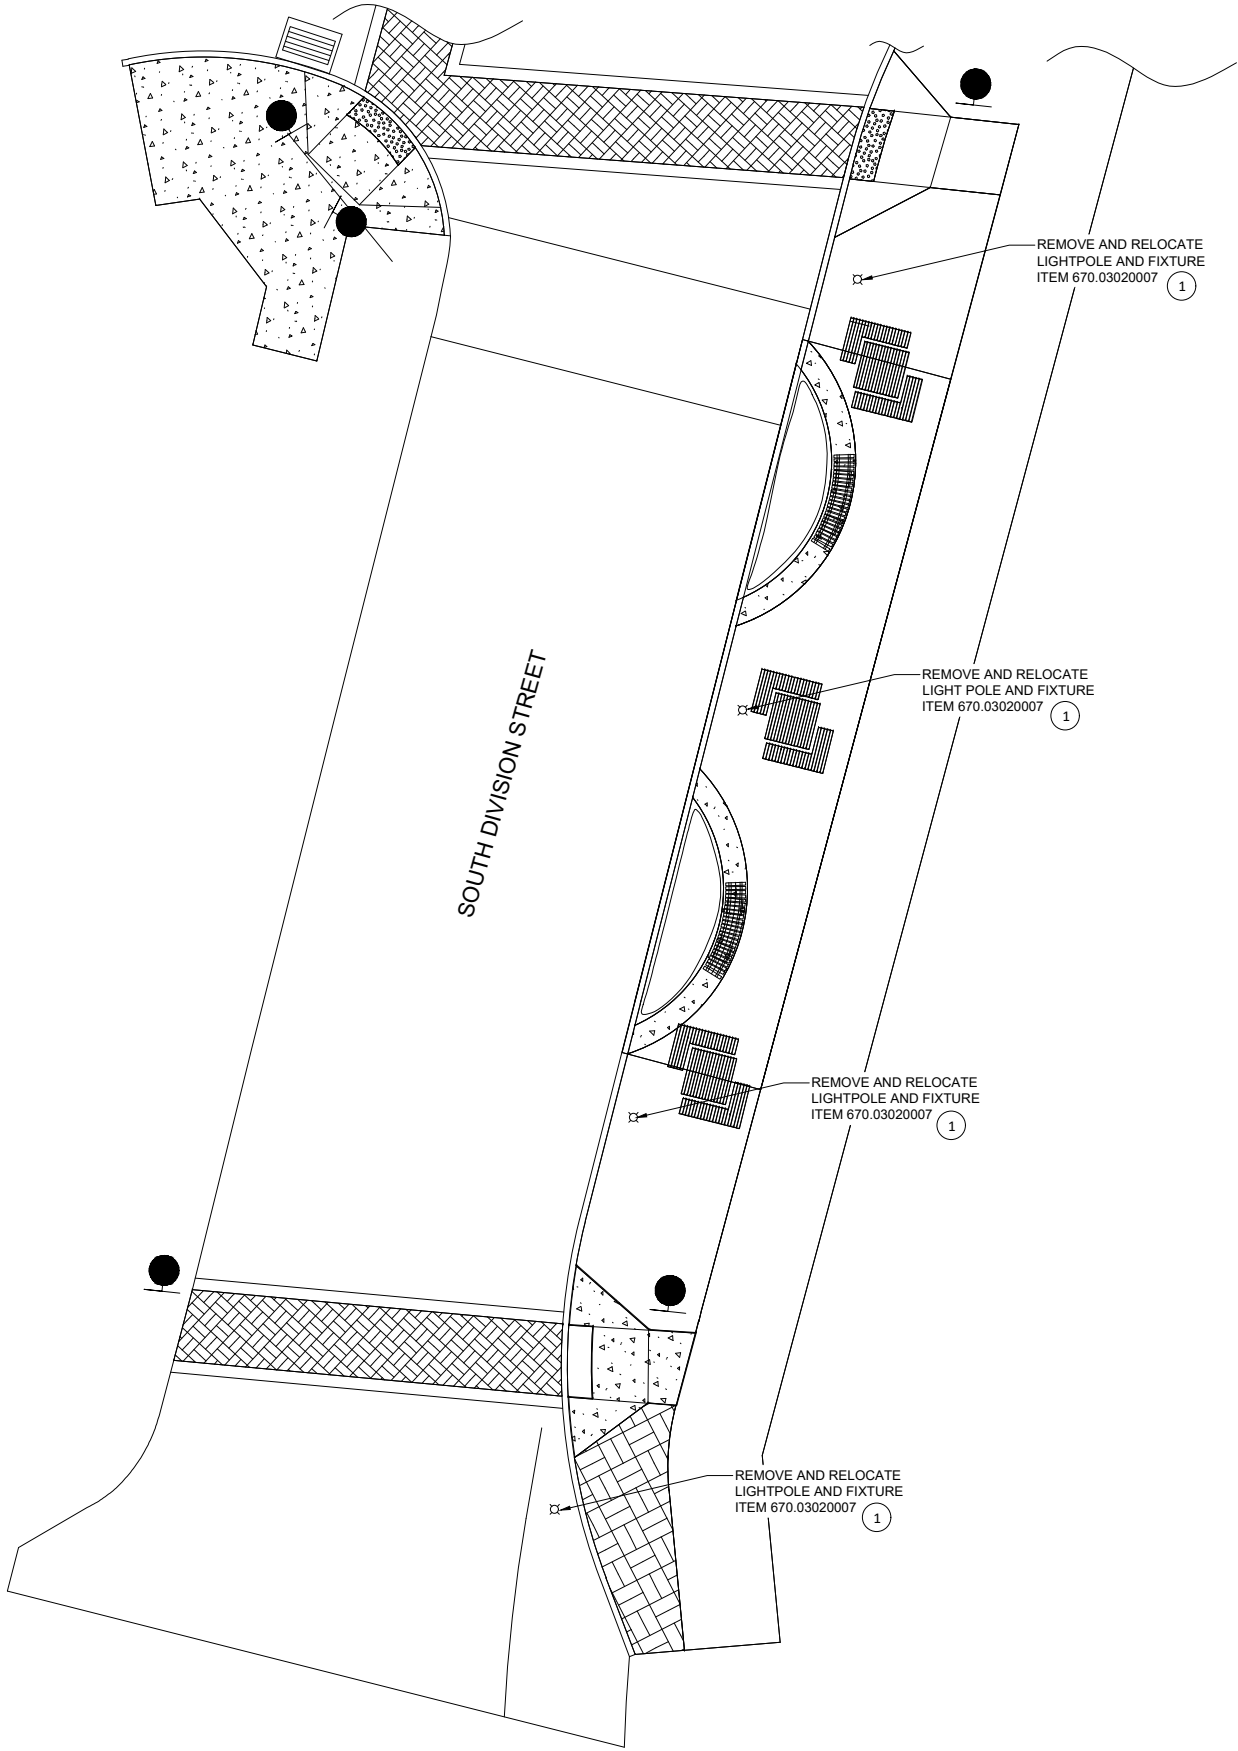 REMOVE AND RELOCATE
LIGHTPOLE AND FIXTURE
ITEM 670.03020007
1
SOUTH DIVISION STREET
REMOVE AND RELOCATE
LIGHT POLE AND FIXTURE
ITEM 670.03020007
1
REMOVE AND RELOCATE
LIGHTPOLE AND FIXTURE
ITEM 670.03020007
1
REMOVE AND RELOCATE
LIGHTPOLE AND FIXTURE
ITEM 670.03020007
1